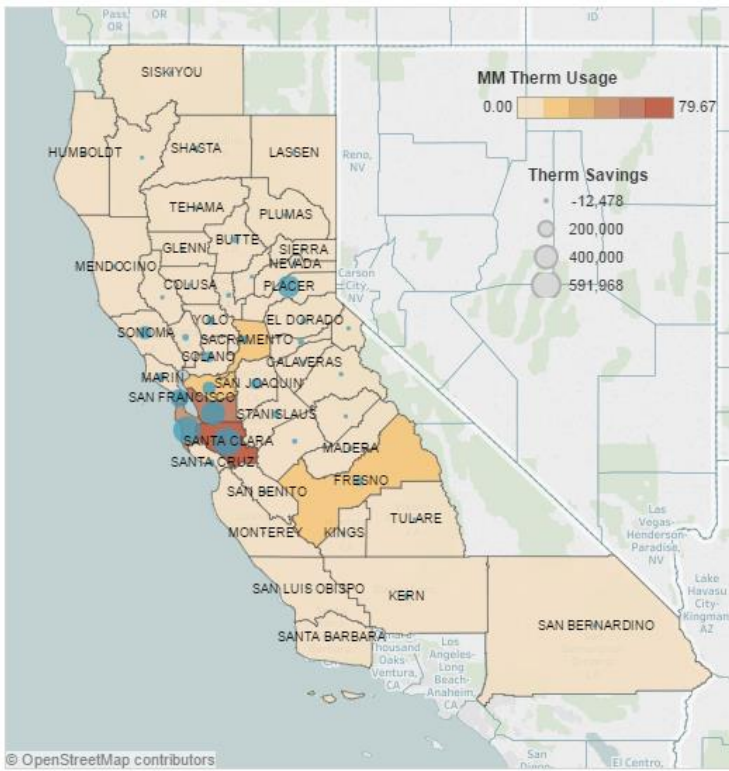 Pass,
OR
OR
ID
SISKIYOU
MM Therm Usage
0.00
79.67
HUMBOLDT
SHASTA
LASSEN
Reno,
NV
Therm Savings
-12,478
200,000
400,000
591,968
TEHAMA
PLUMAS
GLENN
BUTTE
SIERRA
NEVADA
MENDOCINO
COLUSA
PLACER
Carson
City,
NV
SONOMA
YOLO
EL DORADO
SACRAMENTO
SOLANO
CALAVERAS
MARIN
SAN JOAQUIN
SAN FRANCISCO
STANISLAUS
SANTA CLARA
MADERA
SANTA CRUZ
FRESNO
SAN BENITO
TULARE
MONTEREY
KINGS
Las
Vegas-
Henderson-
Paradise,
NV
SAN LUIS OBISPO
KERN
Lake
Havasu
City-
Kingman,
AZ
SANTA BARBARA
SAN BERNARDINO
Thousand
Oaks-
Ventura,
CA
Los
Angeles-
Long
Beach-
Anaheim,
CA
San
El Centro,
© OpenStreetMap contributors